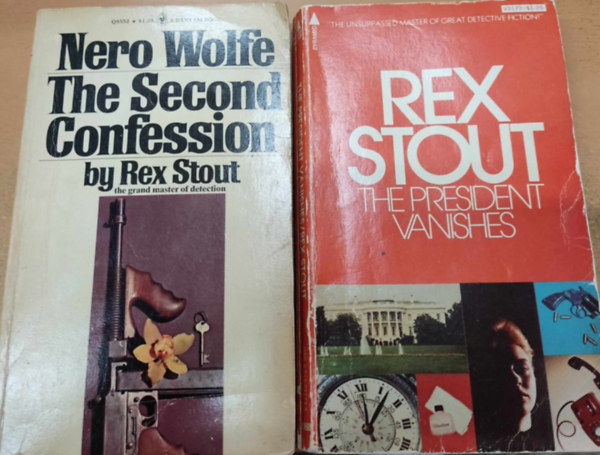 Nero Wolfe
The Second
Confession
by Rex Stout
the grand master of detection
"THE UNSURPASSED MASTER OF GREAT DETECTIVE FICTION!"
PYRAMID
REX
STOUT
THE PRESIDENT
VANISHES